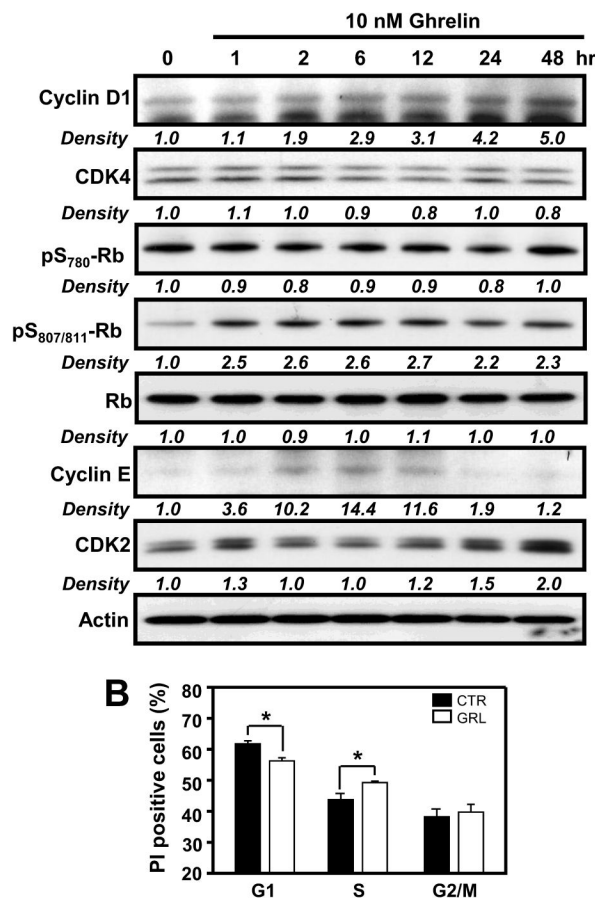 10 nM Ghrelin
0 1 2 6 12 24 48 hr
Cyclin D1
Density 1.0 1.1 1.9 2.9 3.1 4.2 5.0
CDK4
Density 1.0 1.1 1.0 0.9 0.8 1.0 0.8
pS780-Rb
Density 1.0 0.9 0.8 0.9 0.9 0.8 1.0
pS807/811-Rb
Density 1.0 2.5 2.6 2.6 2.7 2.2 2.3
Rb
Density 1.0 1.0 0.9 1.0 1.1 1.0 1.0
Cyclin E
Density 1.0 3.6 10.2 14.4 11.6 1.9 1.2
CDK2
Density 1.0 1.3 1.0 1.0 1.2 1.5 2.0
Actin
B
PI positive cells (%)
80
70
60
50
40
30
20
* *
CTR
GRL
G1 S G2/M